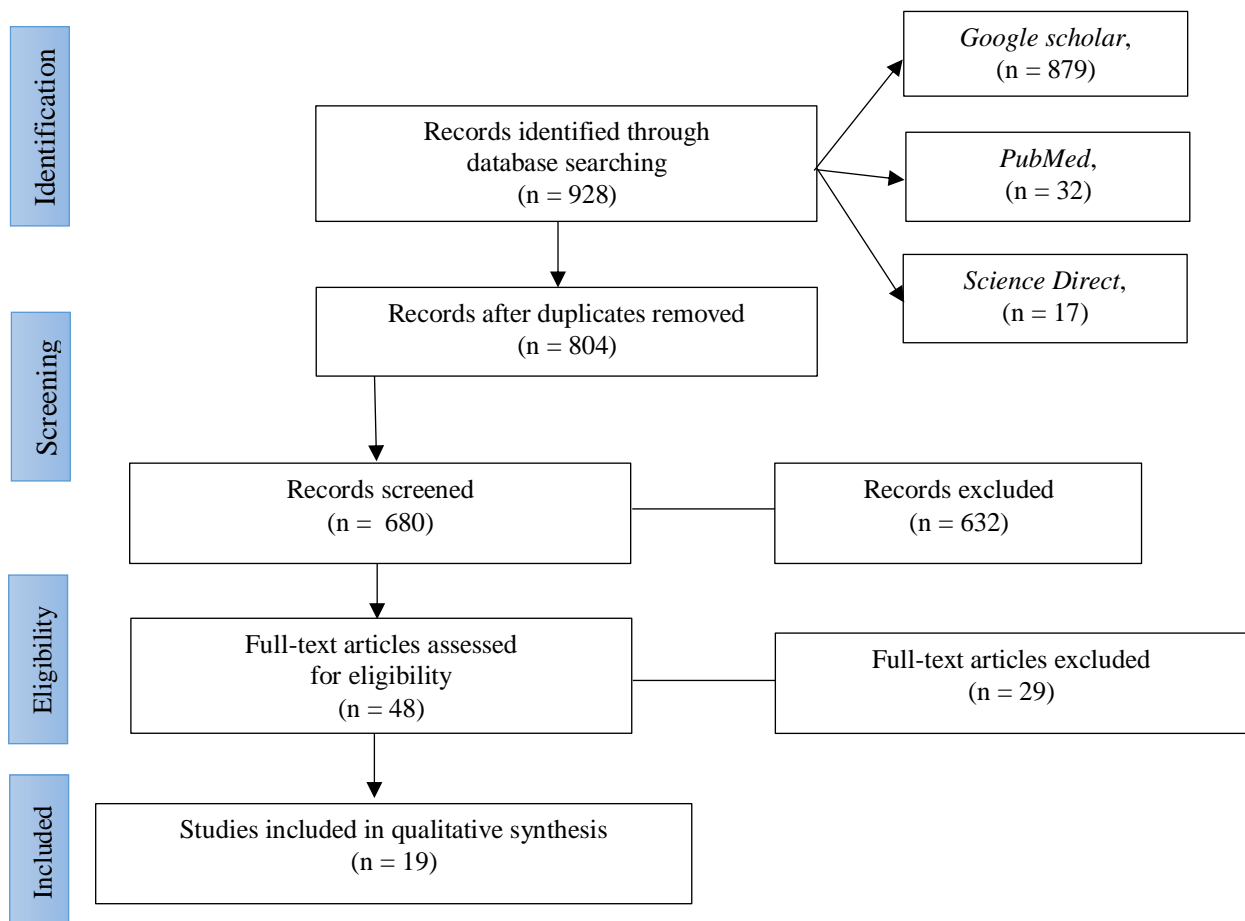 Identification
Records identified through
database searching
(n = 928)
Google scholar,
(n = 879)
PubMed,
(n = 32)
Science Direct,
(n = 17)
Screening
Records after duplicates removed
(n = 804)
Records screened
(n =  680)
Records excluded
(n = 632)
Eligibility
Full-text articles assessed
for eligibility
(n = 48)
Full-text articles excluded
(n = 29)
Included
Studies included in qualitative synthesis
(n = 19)